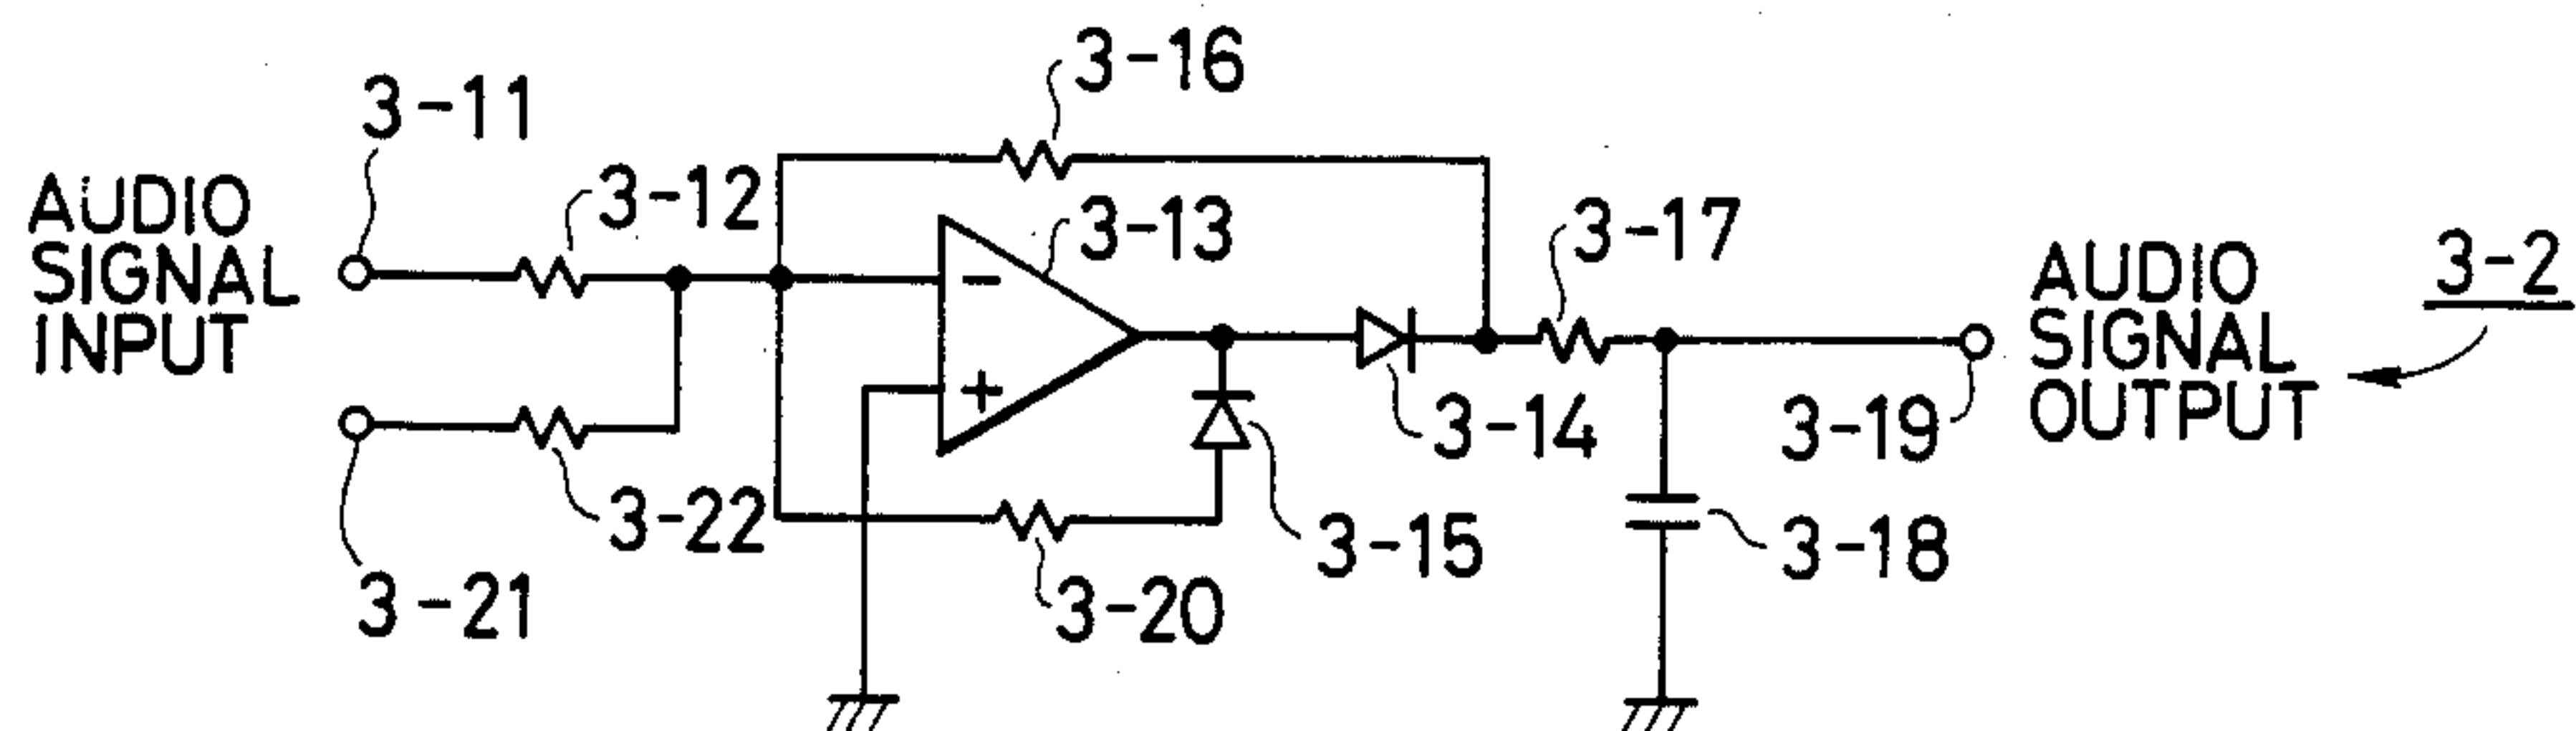 3-16
3-11
AUDIO
SIGNAL
INPUT
3-12
3-13
3-17
3-2
AUDIO
SIGNAL
OUTPUT
-
+
3-14
3-19
3-22
3-15
3-18
3-21
3-20